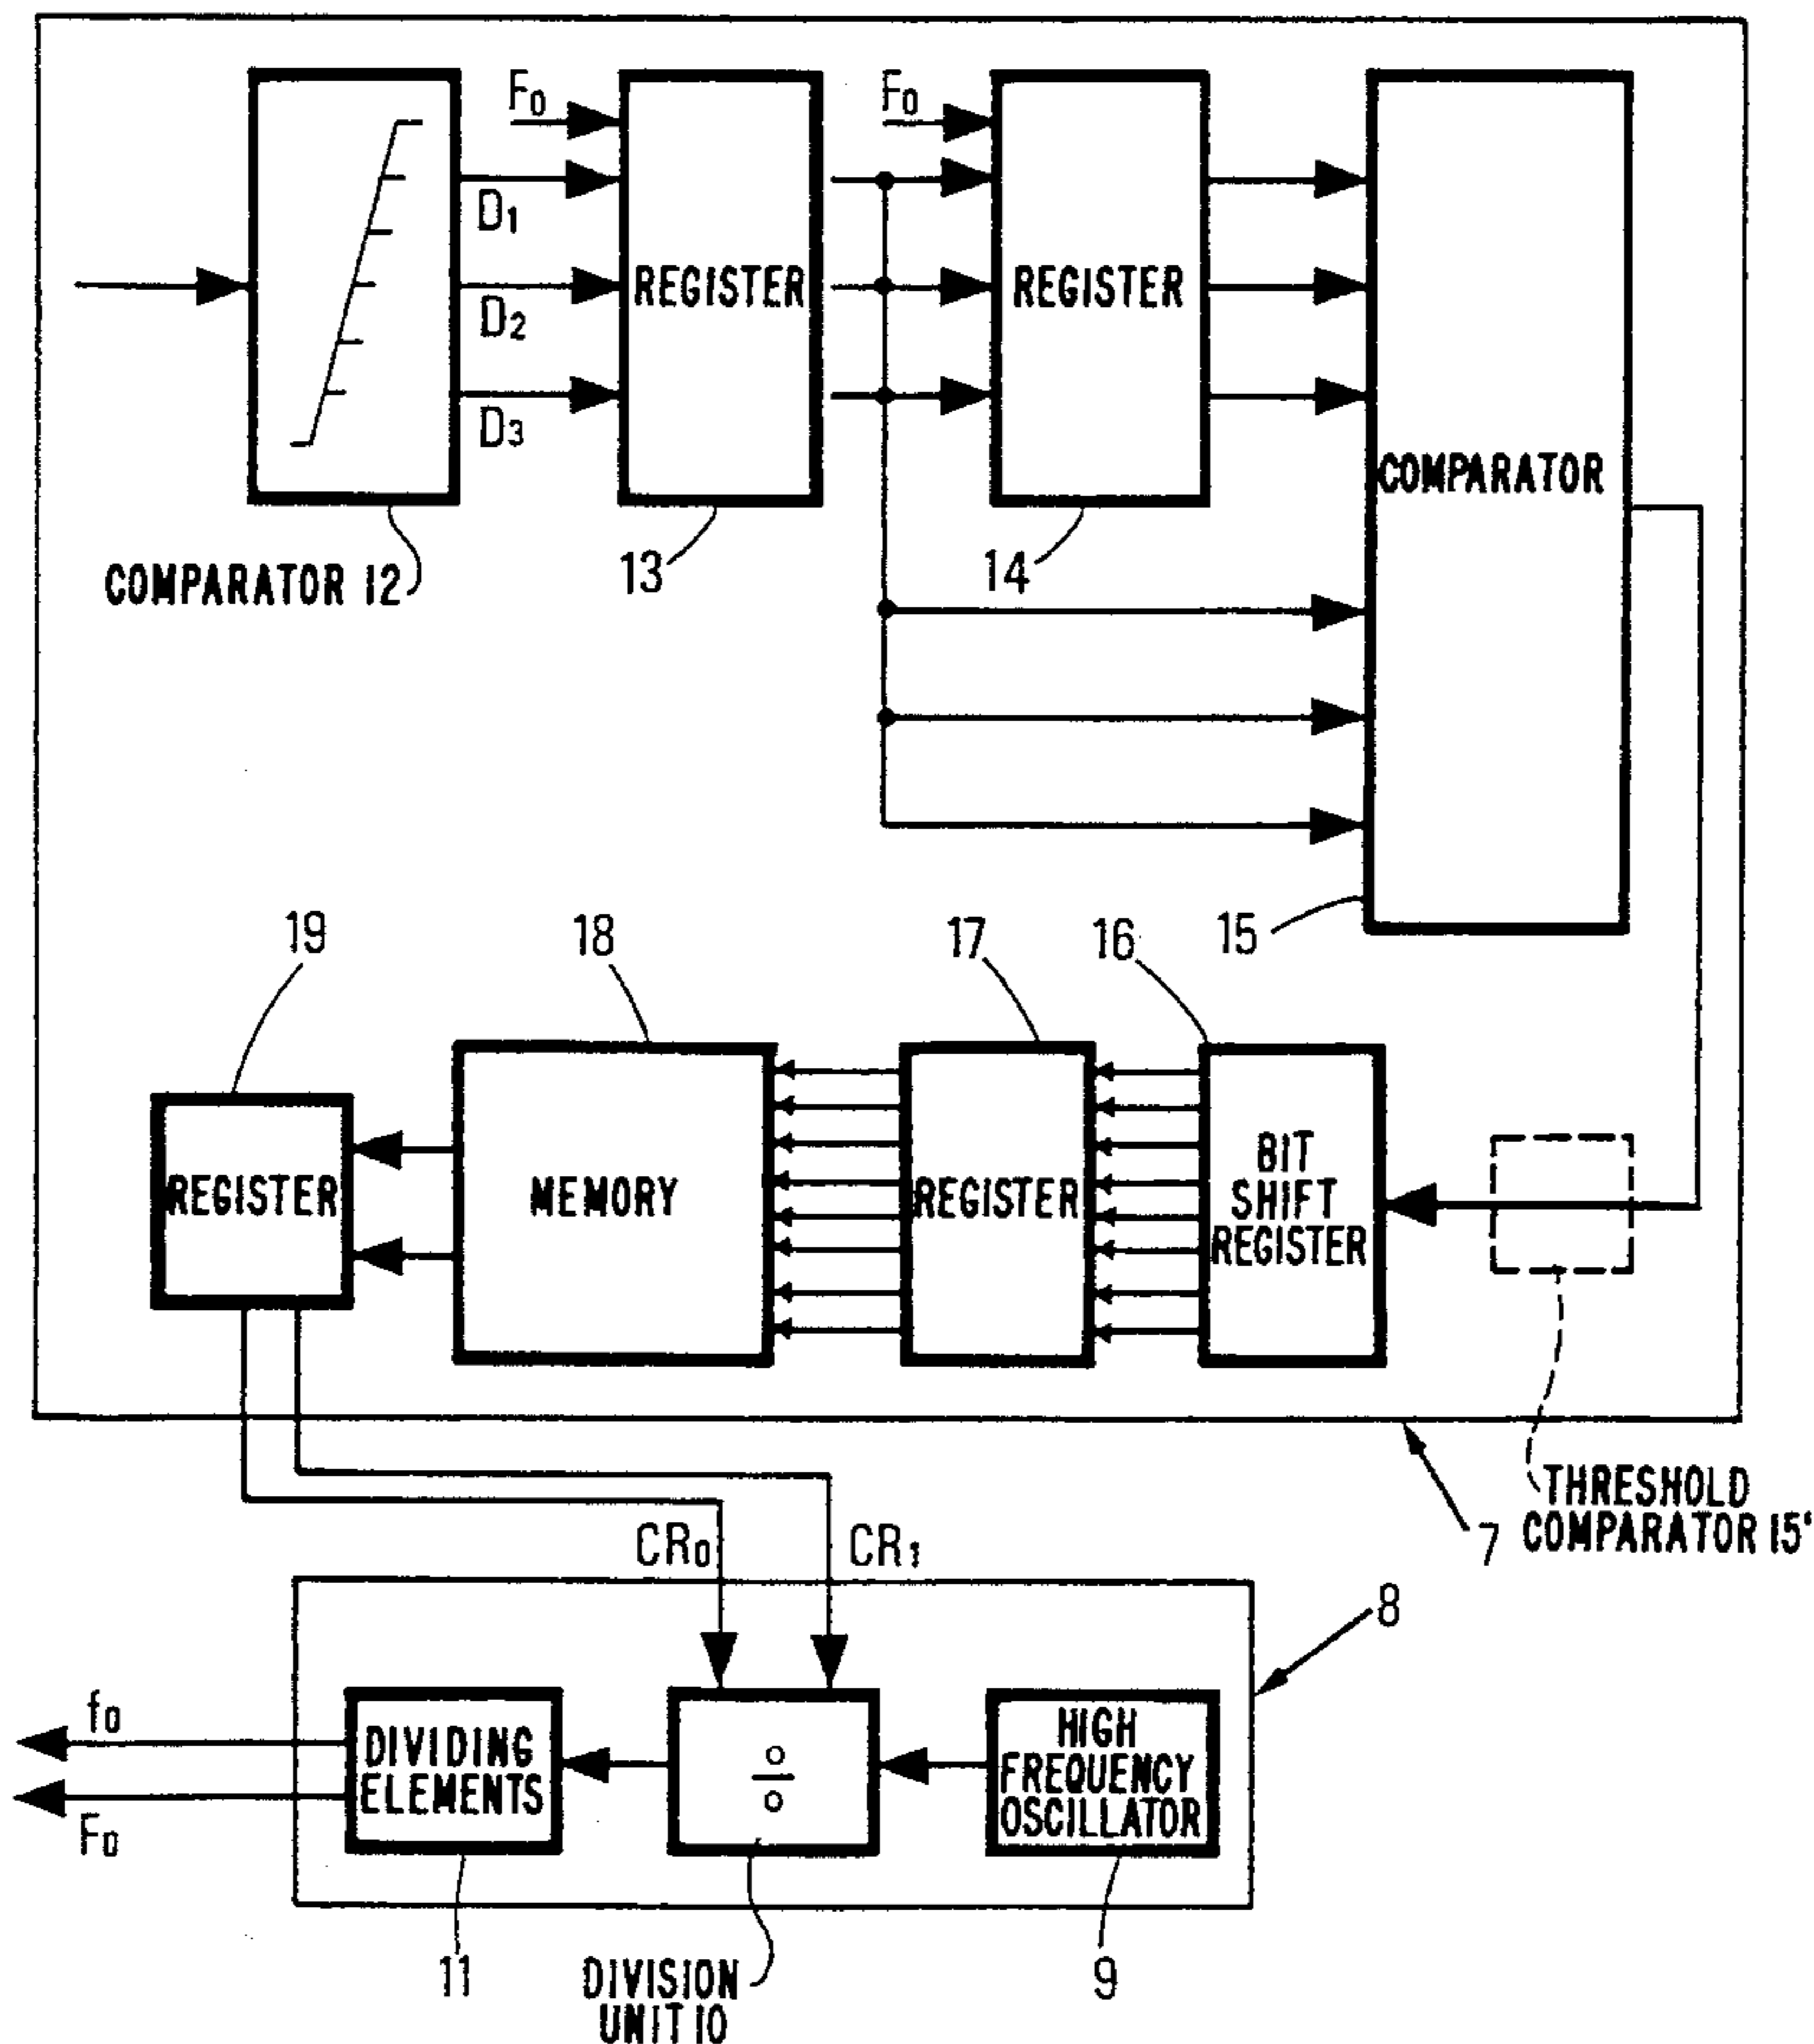 F₀
F₀
D₁
D₂
D₃
REGISTER
REGISTER
COMPARATOR
COMPARATOR 12
13
14
15
19
18
17
16
REGISTER
MEMORY
REGISTER
BIT
SHIFT
REGISTER
THRESHOLD
COMPARATOR 15'
7
CR₀
CR₁
8
f₀
F₀
DIVIDING
ELEMENTS
HIGH
FREQUENCY
OSCILLATOR
11
DIVISION
UNIT 10
9